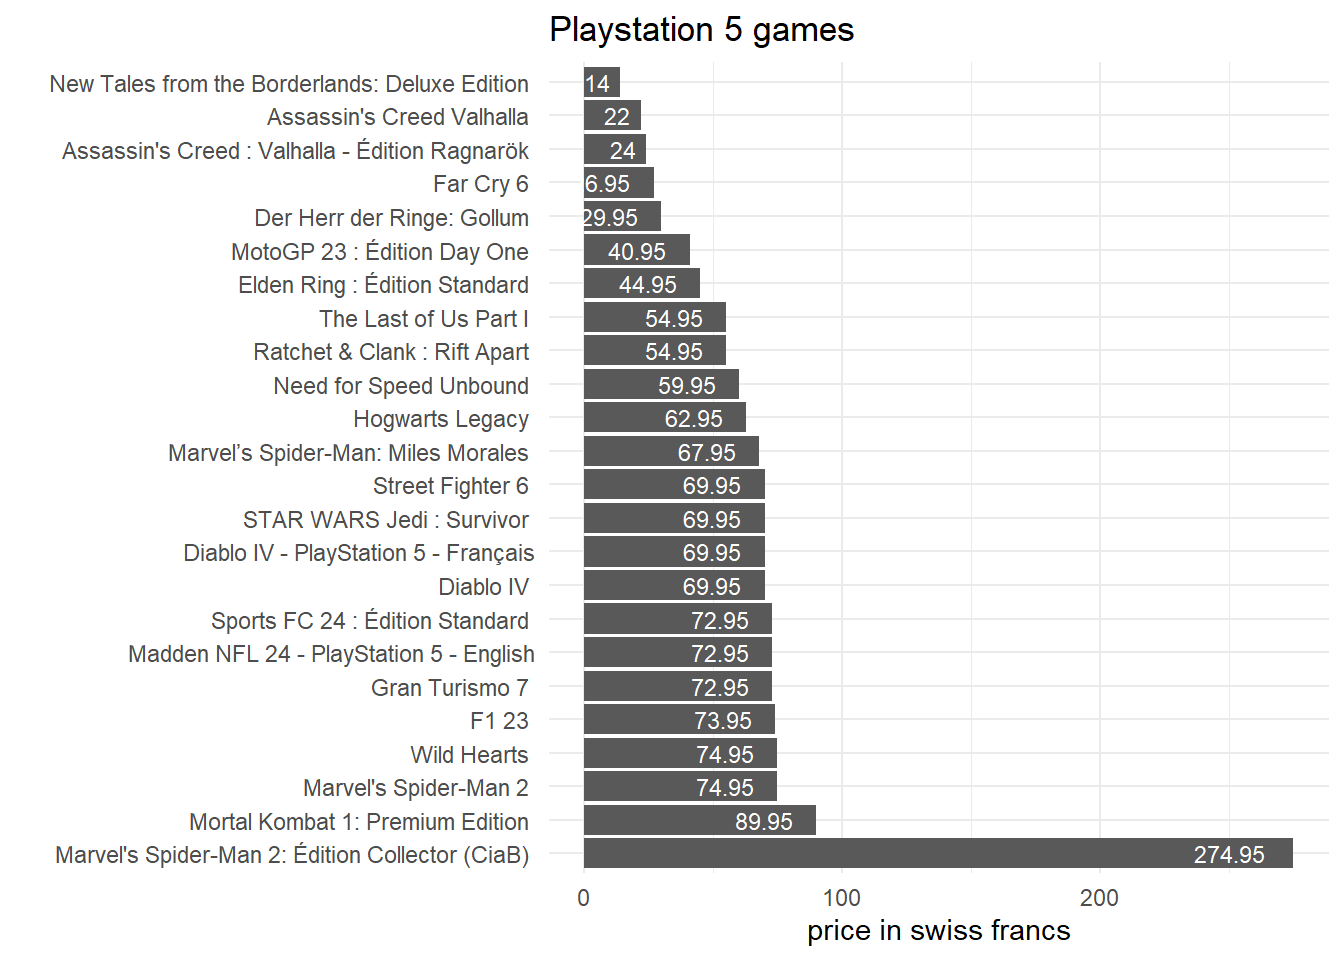 Playstation 5 games
New Tales from the Borderlands: Deluxe Edition 14
Assassin's Creed Valhalla 22
Assassin's Creed : Valhalla - Édition Ragnarök 24
Far Cry 6 6.95
Der Herr der Ringe: Gollum 29.95
MotoGP 23 : Édition Day One 40.95
Elden Ring : Édition Standard 44.95
The Last of Us Part I 54.95
Ratchet & Clank : Rift Apart 54.95
Need for Speed Unbound 59.95
Hogwarts Legacy 62.95
Marvel’s Spider-Man: Miles Morales 67.95
Street Fighter 6 69.95
STAR WARS Jedi : Survivor 69.95
Diablo IV - PlayStation 5 - Français 69.95
Diablo IV 69.95
Sports FC 24 : Édition Standard 72.95
Madden NFL 24 - PlayStation 5 - English 72.95
Gran Turismo 7 72.95
F1 23 73.95
Wild Hearts 74.95
Marvel's Spider-Man 2 74.95
Mortal Kombat 1: Premium Edition 89.95
Marvel's Spider-Man 2: Édition Collector (CiaB) 274.95
0 100 200
price in swiss francs